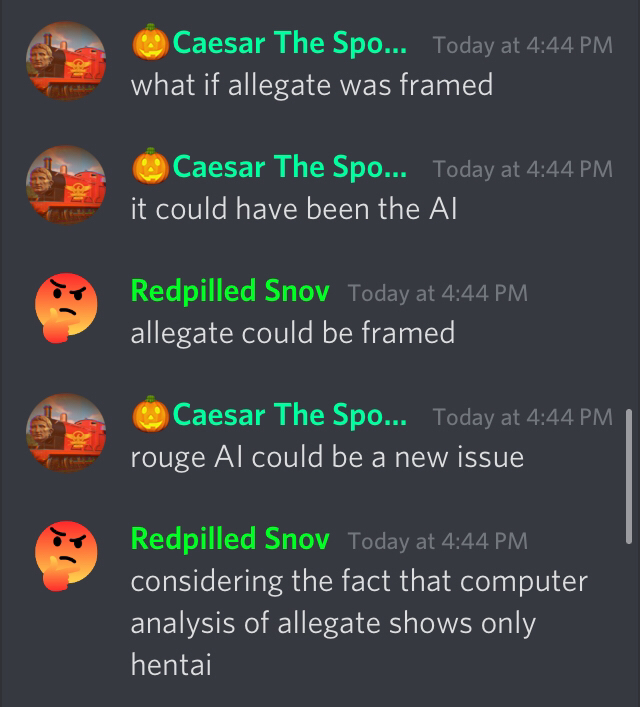 🎃Caesar The Spo... Today at 4:44 PM
what if allegate was framed
🎃Caesar The Spo... Today at 4:44 PM
it could have been the AI
Redpilled Snov Today at 4:44 PM
allegate could be framed
🎃Caesar The Spo... Today at 4:44 PM
rouge AI could be a new issue
Redpilled Snov Today at 4:44 PM
considering the fact that computer
analysis of allegate shows only
hentai